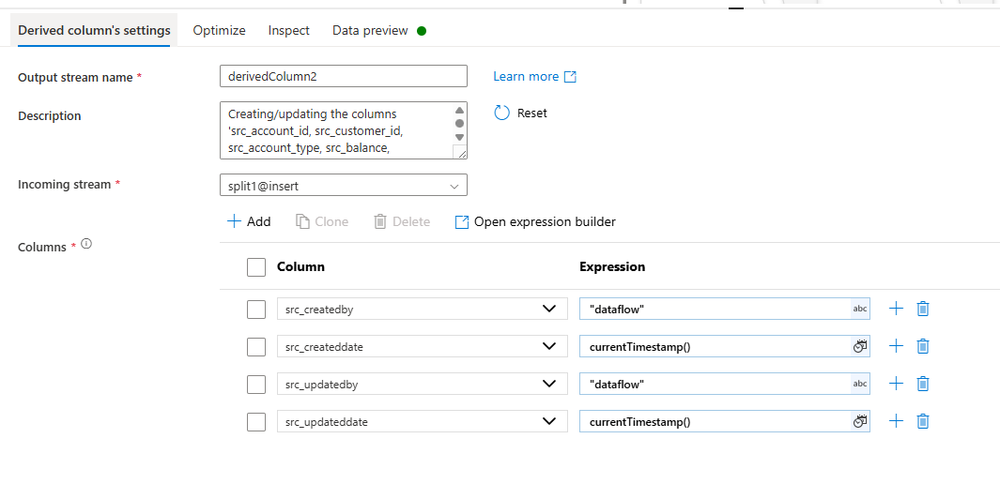 Derived column's settings Optimize Inspect Data preview
Output stream name * derivedColumn2 Learn more
Description Creating/updating the columns
'src_account_id, src_customer_id,
src_account_type, src_balance,
Reset
Incoming stream * split1@insert
Add Clone Delete Open expression builder
Columns *
Column Expression
src_createdby "dataflow" abc
src_createddate currentTimestamp()
src_updatedby "dataflow" abc
src_updateddate currentTimestamp()